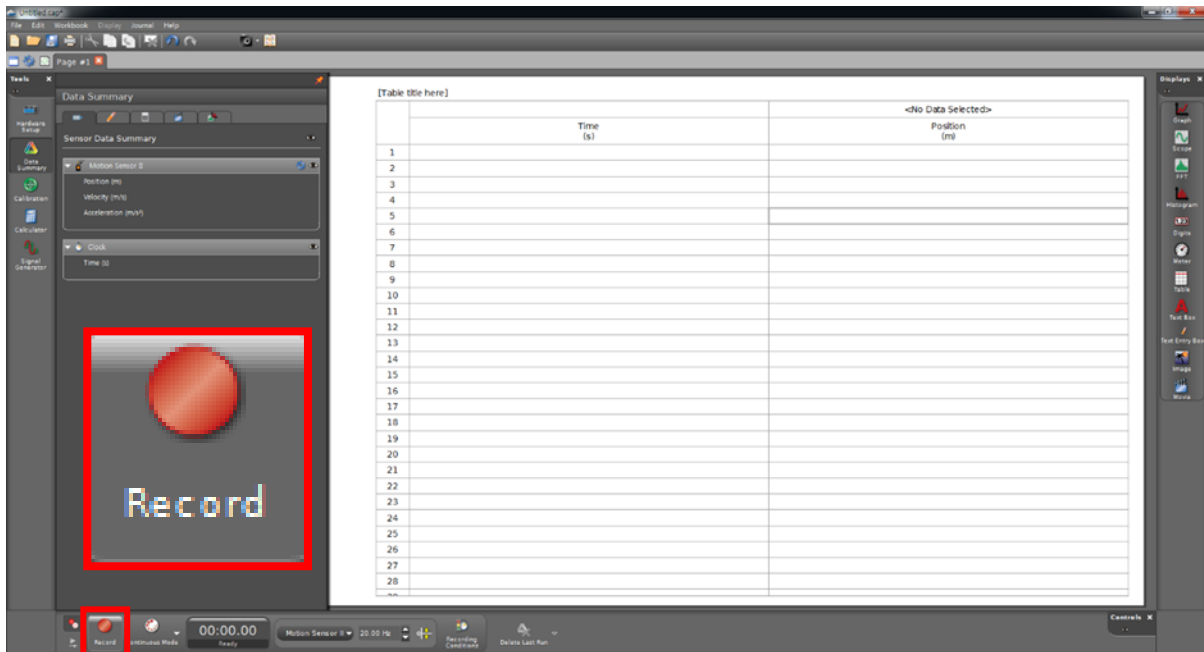 Untitled.cap*
File Edit Workbook Display Journal Help
Page #1
Tools
Hardware Setup
Data Summary
Calibration
Calculator
Signal Generator
Data Summary
Sensor Data Summary
Motion Sensor II
Position (m)
Velocity (m/s)
Acceleration (m/s²)
Clock
Time (s)
Record
[Table title here]
<No Data Selected>
Time (s)
Position (m)
1
2
3
4
5
6
7
8
9
10
11
12
13
14
15
16
17
18
19
20
21
22
23
24
25
26
27
28
Displays
Graph
Scope
FFT
Histogram
Digits
Meter
Table
Text Box
Text Entry Box
Image
Movie
Record
Continuous Mode
00:00.00
Ready
Motion Sensor II
20.00 Hz
Recording Conditions
Delete Last Run
Controls